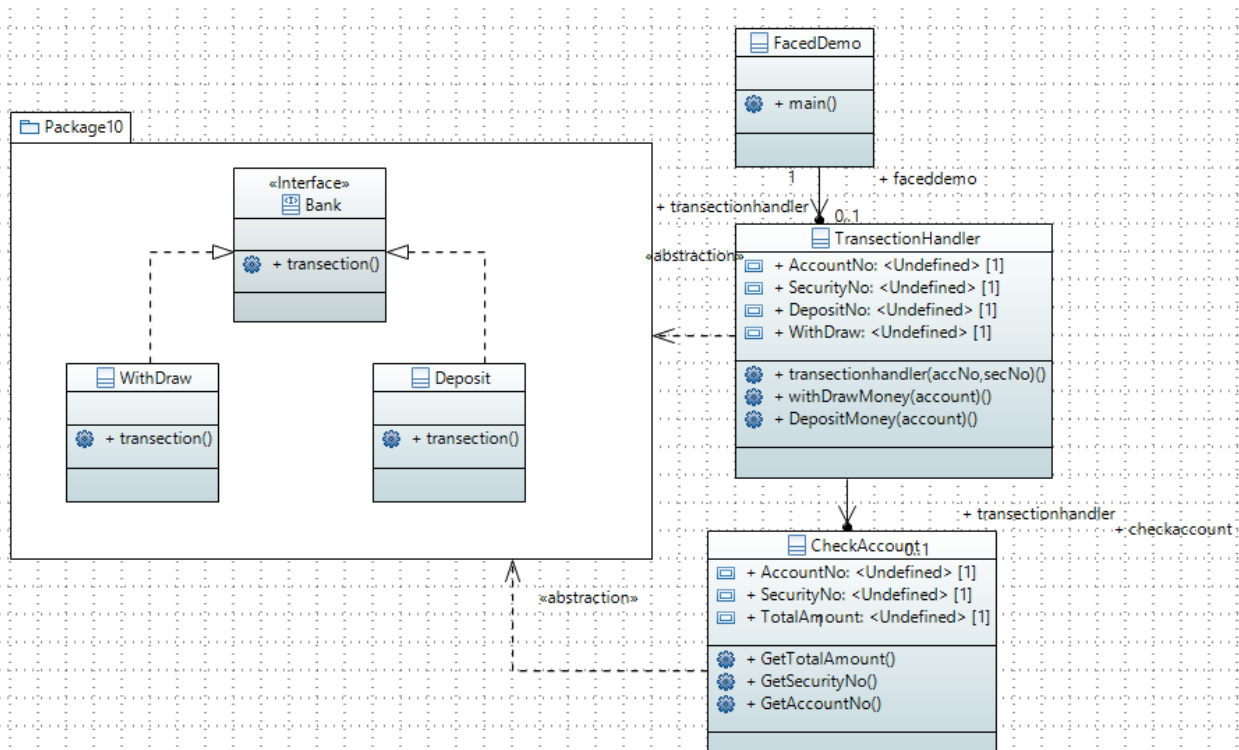 FacedDemo
+ main()
1
+ faceddemo
+ transectionhandler
0..1
Package10
«Interface»
Bank
+ transection()
WithDraw
+ transection()
Deposit
+ transection()
«abstraction»
TransectionHandler
+ AccountNo: <Undefined> [1]
+ SecurityNo: <Undefined> [1]
+ DepositNo: <Undefined> [1]
+ WithDraw: <Undefined> [1]
+ transectionhandler(accNo,secNo)()
+ withDrawMoney(account)()
+ DepositMoney(account)()
+ transectionhandler
+ checkaccount
CheckAccount
0..1
+ AccountNo: <Undefined> [1]
+ SecurityNo: <Undefined> [1]
+ TotalAmount: <Undefined> [1]
+ GetTotalAmount()
+ GetSecurityNo()
+ GetAccountNo()
«abstraction»